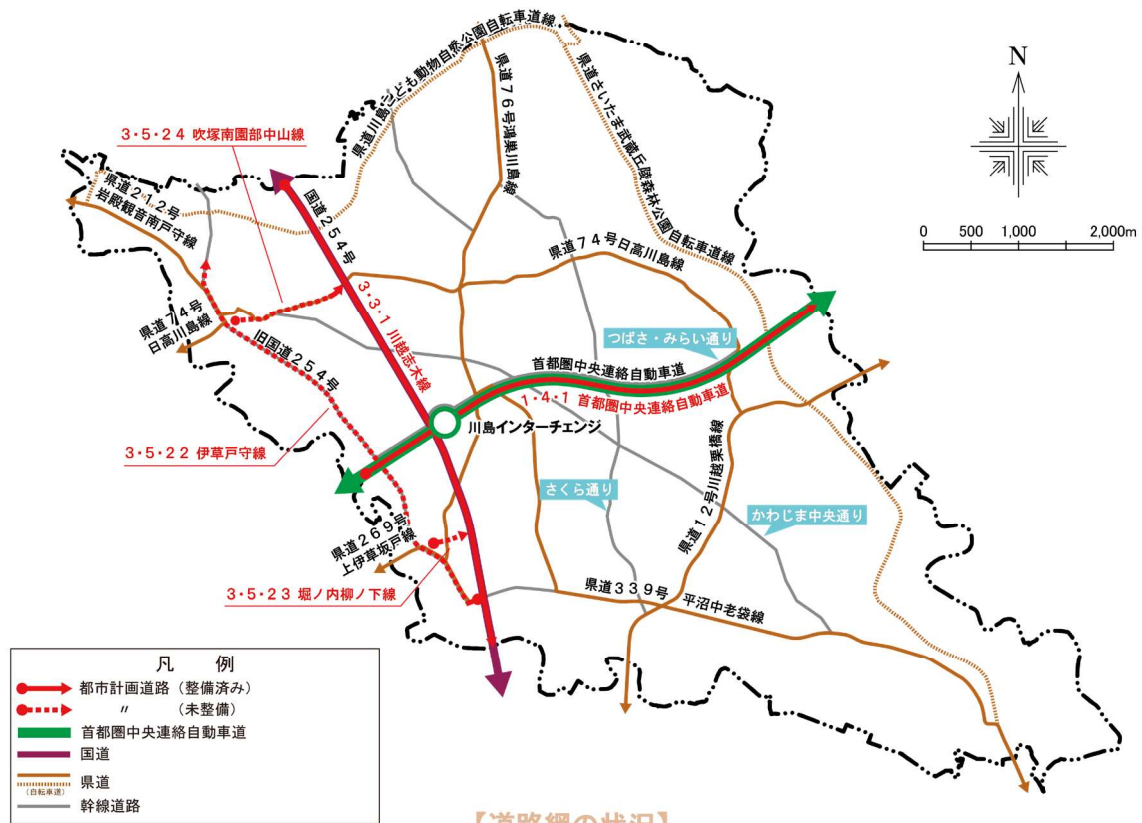 県道川島こども動物自然公園自転車道線
県道76号鴻巣川島線
県道さいたま武蔵丘陵森林公園自転車道線
N
0 500 1,000 2,000m
3・5・24 吹塚南園部中山線
県道212号
岩殿観音南戸守線
国道254号
県道74号日高川島線
3・3・1 川越志木線
県道74号
日高川島線
旧国道254号
つばさ・みらい通り
首都圏中央連絡自動車道
1・4・1 首都圏中央連絡自動車道
川島インターチェンジ
3・5・22 伊草戸守線
さくら通り
県道12号川越栗橋線
かわじま中央通り
県道269号
上伊草坂戸線
3・5・23 堀ノ内柳ノ下線
県道339号 平沼中老袋線
凡 例
都市計画道路(整備済み)
〃 (未整備)
首都圏中央連絡自動車道
国道
県道
(自転車道)
幹線道路
【道路網の状況】